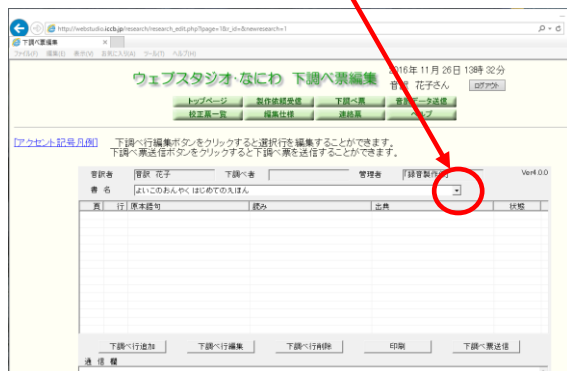 http://webstudio.iccb.jp/research/research_edit.php?page=1&r_id=&newresearch=1
下調べ票編集
ファイル(F) 編集(E) 表示(V) お気に入り(A) ツール(T) ヘルプ(H)
ウェブスタジオ・なにわ 下調べ票編集
2016年 11月 26日 13時 32分
音訳 花子さん ログアウト
トップページ 製作依頼受信 下調べ票 音訳データ送信
校正票一覧 編集仕様 連絡票 ヘルプ
[アクセント記号凡例] 下調べ行編集ボタンをクリックすると選択行を編集することができます。
下調べ票送信ボタンをクリックすると下調べ票を送信することができます。
音訳者 音訳 花子 下調べ者 管理者 「録音製作 Ver4.0.0
書 名 よいこのおんやく はじめてのえほん
頁 行 原本語句 読み 出典 状態
下調べ行追加 下調べ行編集 下調べ行削除 印刷 下調べ票送信
通 信 欄